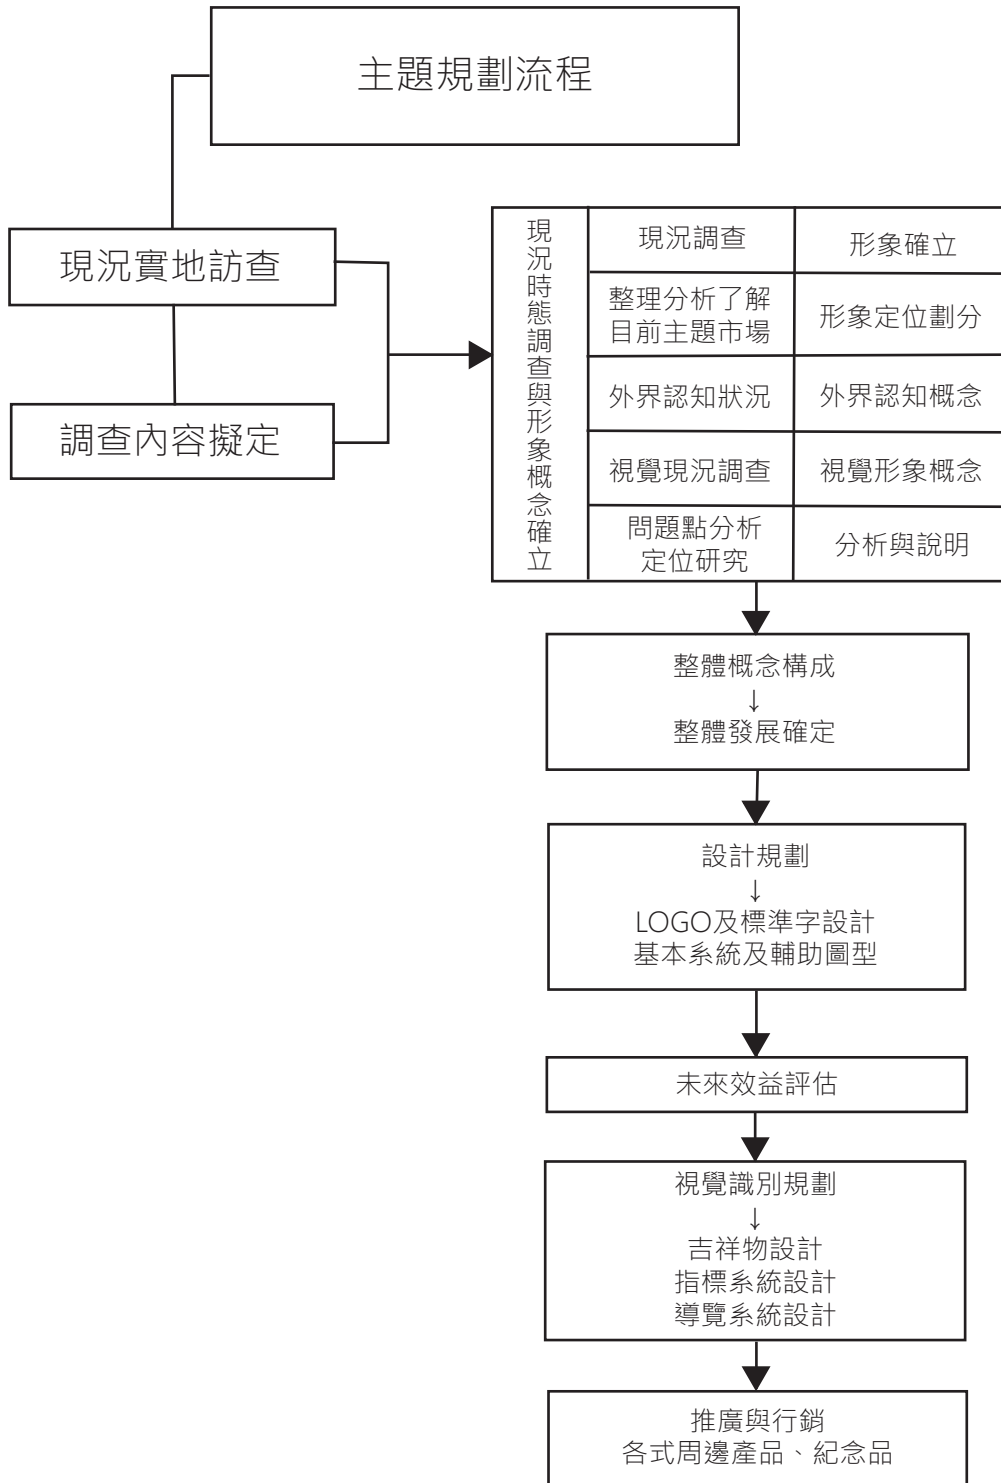 主題規劃流程
現況實地訪查
調查內容擬定
現況時態調查與形象概念確立
現況調查
形象確立
整理分析了解
目前主題市場
形象定位劃分
外界認知狀況
外界認知概念
視覺現況調查
視覺形象概念
問題點分析
定位研究
分析與說明
整體概念構成
↓
整體發展確定
設計規劃
↓
LOGO及標準字設計
基本系統及輔助圖型
未來效益評估
視覺識別規劃
↓
吉祥物設計
指標系統設計
導覽系統設計
推廣與行銷
各式周邊產品、紀念品